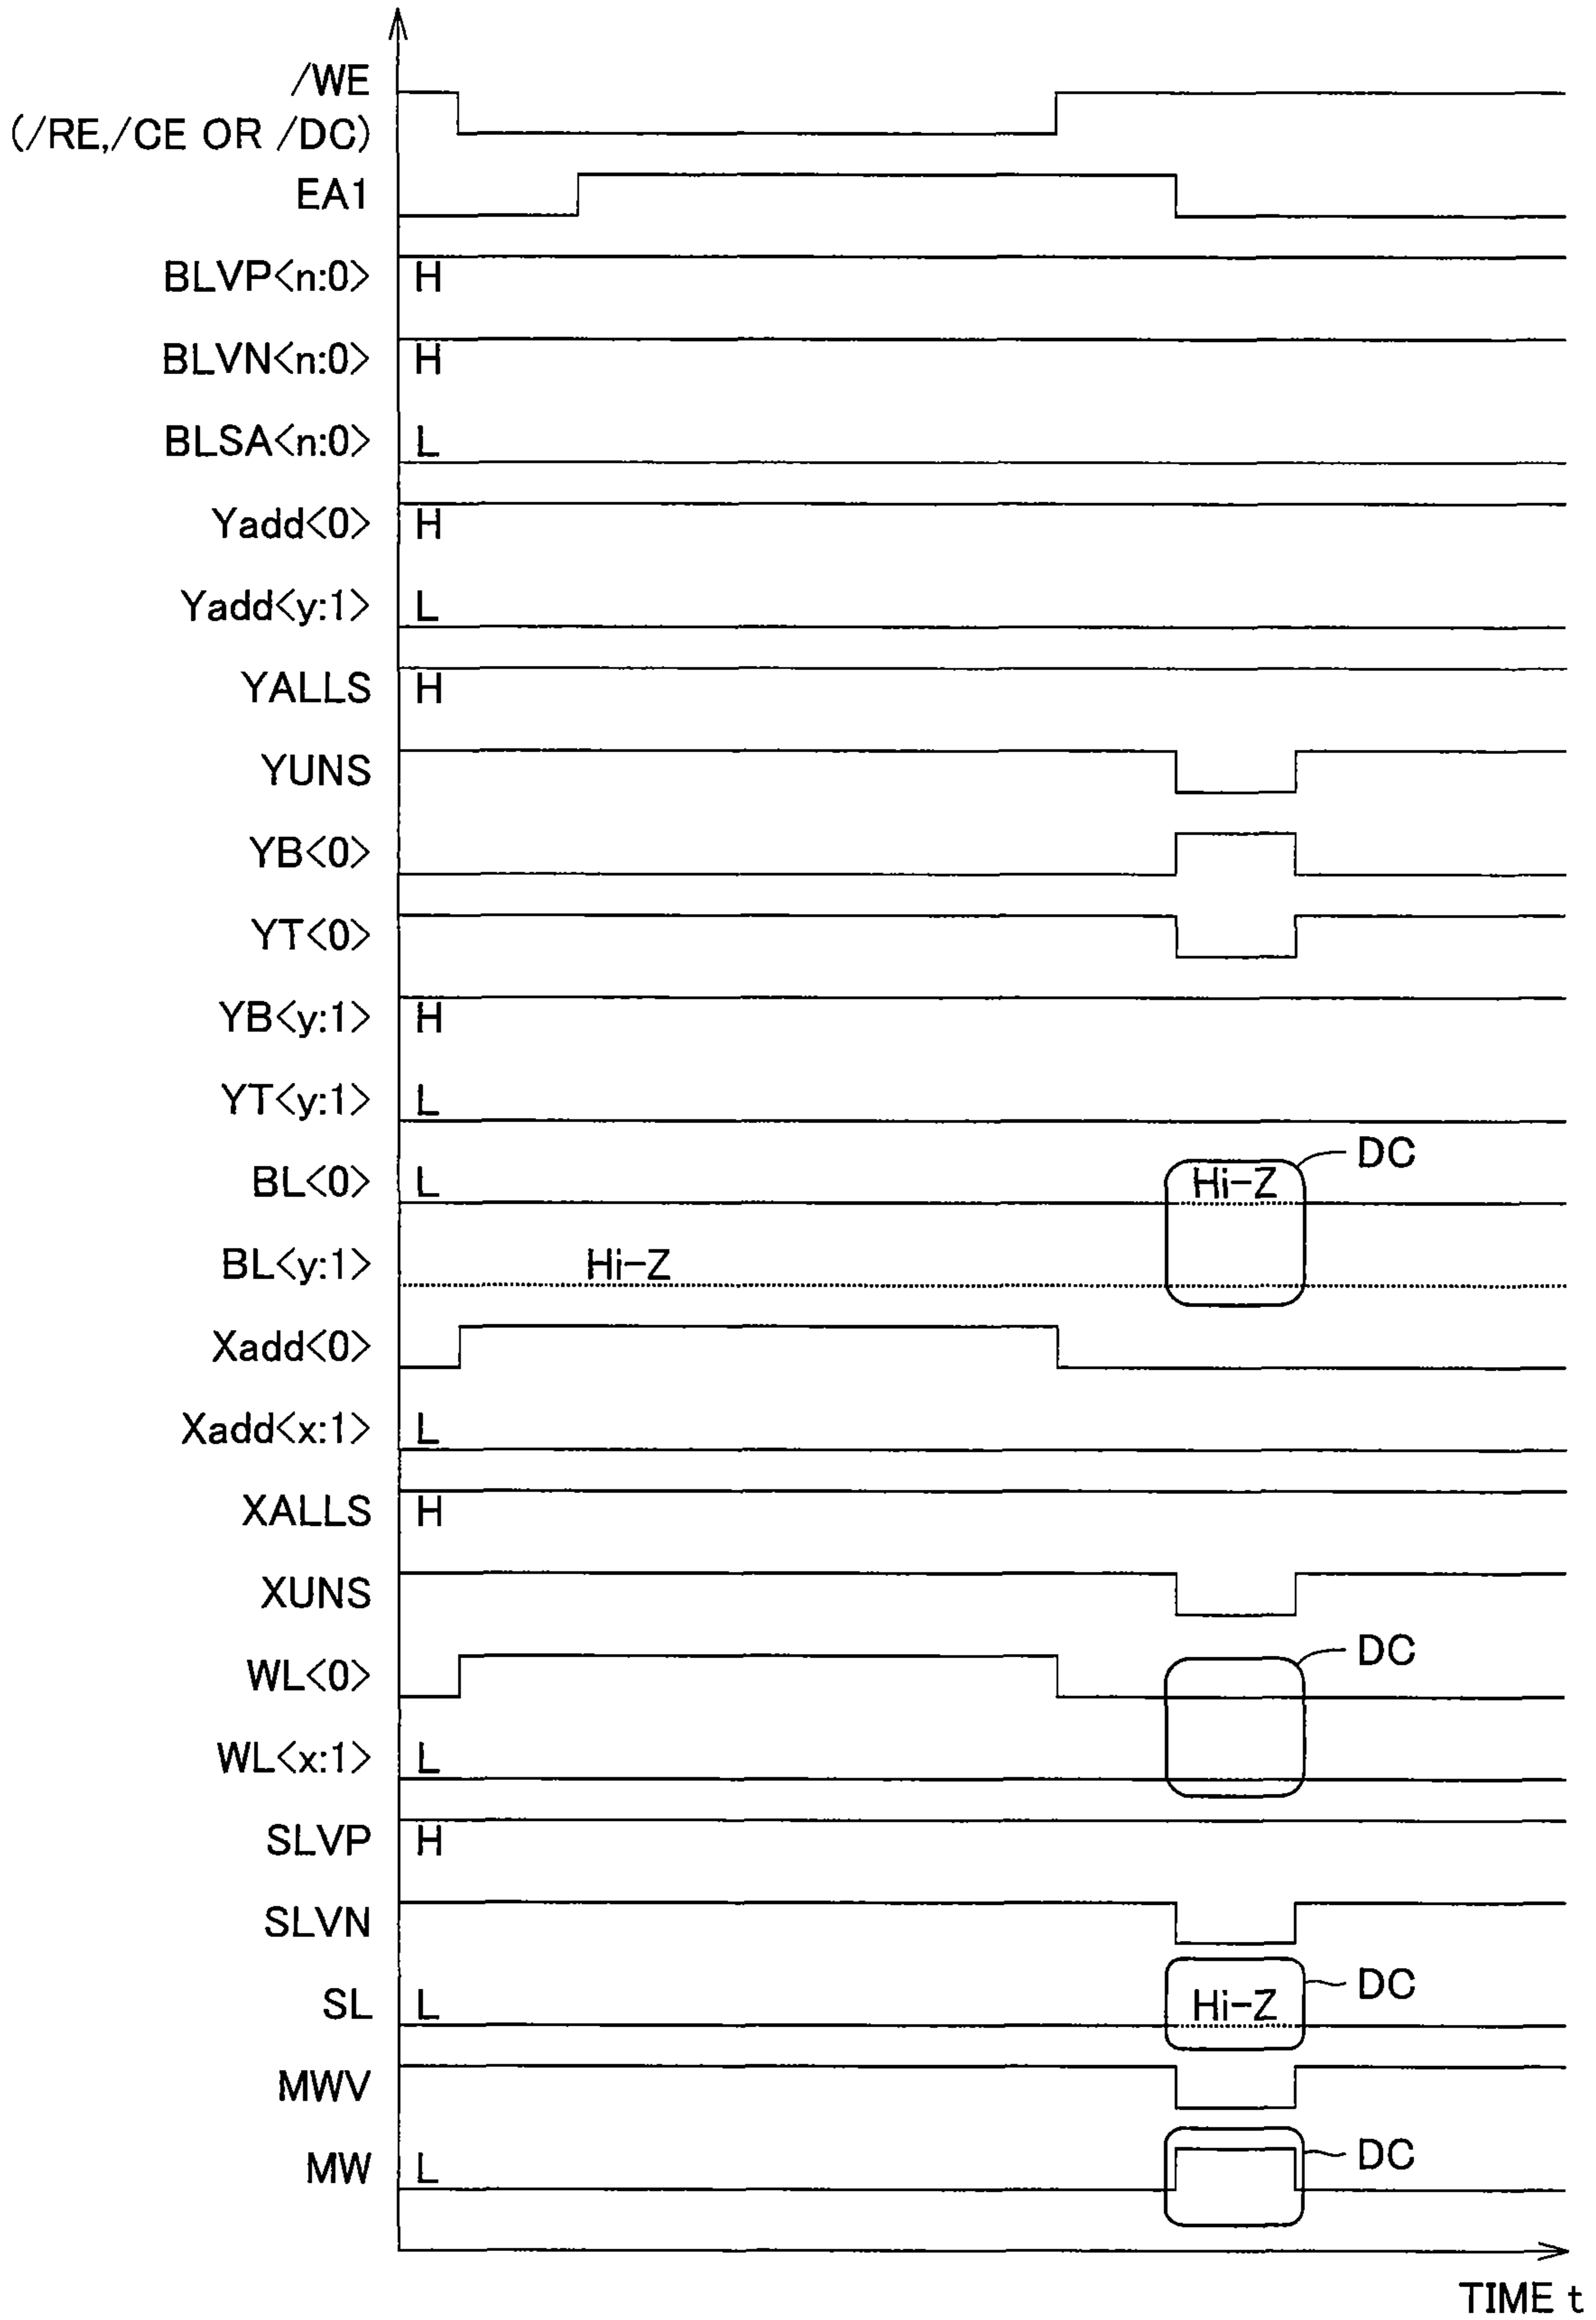 /WE
(/RE,/CE OR /DC)
EA1
BLVP<n:0> H
BLVN<n:0> H
BLSA<n:0> L
Yadd<0> H
Yadd<y:1> L
YALLS H
YUNS
YB<0>
YT<0>
YB<y:1> H
YT<y:1> L
BL<0> L Hi-Z DC
BL<y:1> Hi-Z
Xadd<0>
Xadd<x:1> L
XALLS H
XUNS
WL<0> DC
WL<x:1> L
SLVP H
SLVN
SL L Hi-Z DC
MWV
MW L DC
TIME t